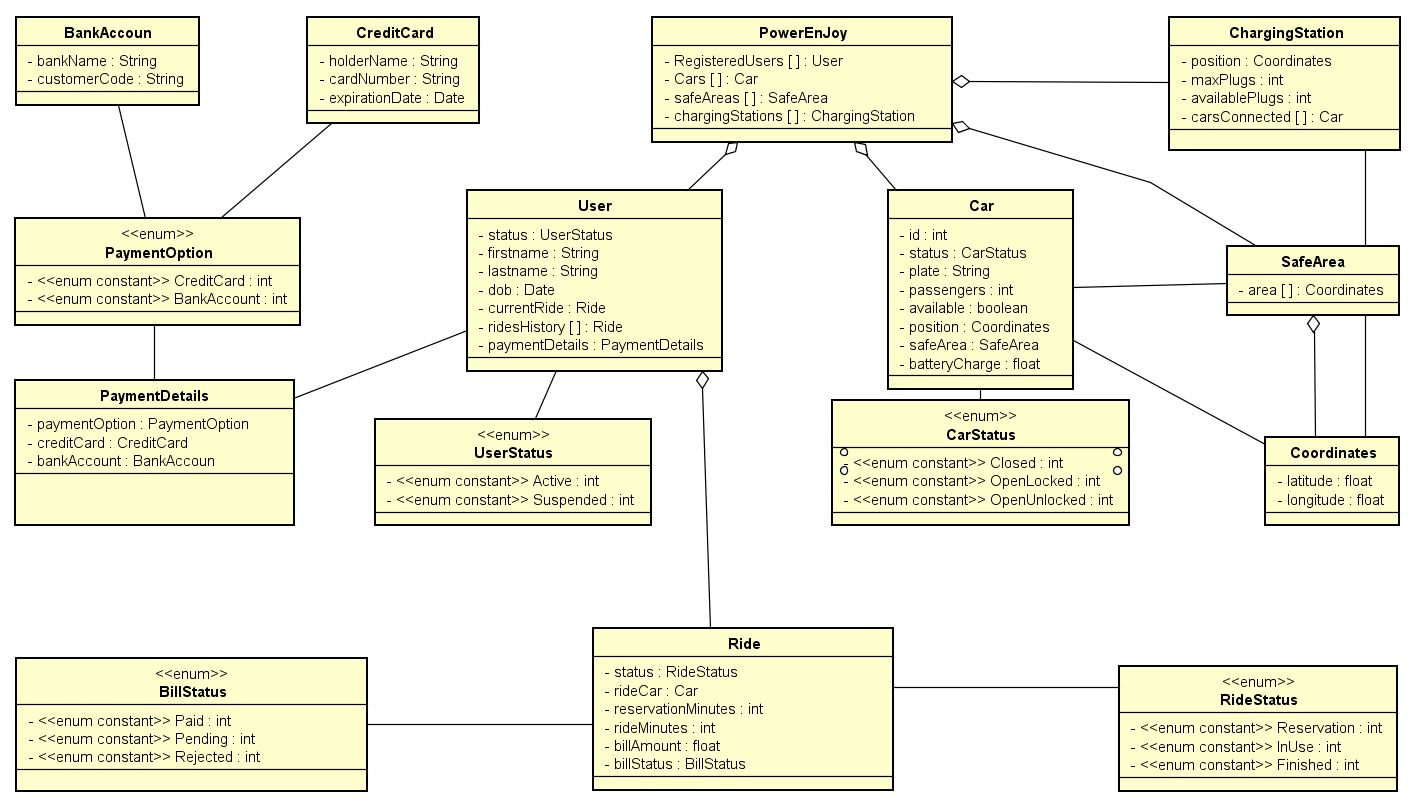 BankAccoun
- bankName : String
- customerCode : String
CreditCard
- holderName : String
- cardNumber : String
- expirationDate : Date
PowerEnJoy
- RegisteredUsers [ ] : User
- Cars [ ] : Car
- safeAreas [ ] : SafeArea
- chargingStations [ ] : ChargingStation
ChargingStation
- position : Coordinates
- maxPlugs : int
- availablePlugs : int
- carsConnected [ ] : Car
<<enum>>
PaymentOption
- <<enum constant>> CreditCard : int
- <<enum constant>> BankAccount : int
User
- status : UserStatus
- firstname : String
- lastname : String
- dob : Date
- currentRide : Ride
- ridesHistory [ ] : Ride
- paymentDetails : PaymentDetails
Car
- id : int
- status : CarStatus
- plate : String
- passengers : int
- available : boolean
- position : Coordinates
- safeArea : SafeArea
- batteryCharge : float
SafeArea
- area [ ] : Coordinates
PaymentDetails
- paymentOption : PaymentOption
- creditCard : CreditCard
- bankAccount : BankAccoun
<<enum>>
UserStatus
- <<enum constant>> Active : int
- <<enum constant>> Suspended : int
<<enum>>
CarStatus
- <<enum constant>> Closed : int
- <<enum constant>> OpenLocked : int
- <<enum constant>> OpenUnlocked : int
Coordinates
- latitude : float
- longitude : float
<<enum>>
BillStatus
- <<enum constant>> Paid : int
- <<enum constant>> Pending : int
- <<enum constant>> Rejected : int
Ride
- status : RideStatus
- rideCar : Car
- reservationMinutes : int
- rideMinutes : int
- billAmount : float
- billStatus : BillStatus
<<enum>>
RideStatus
- <<enum constant>> Reservation : int
- <<enum constant>> InUse : int
- <<enum constant>> Finished : int